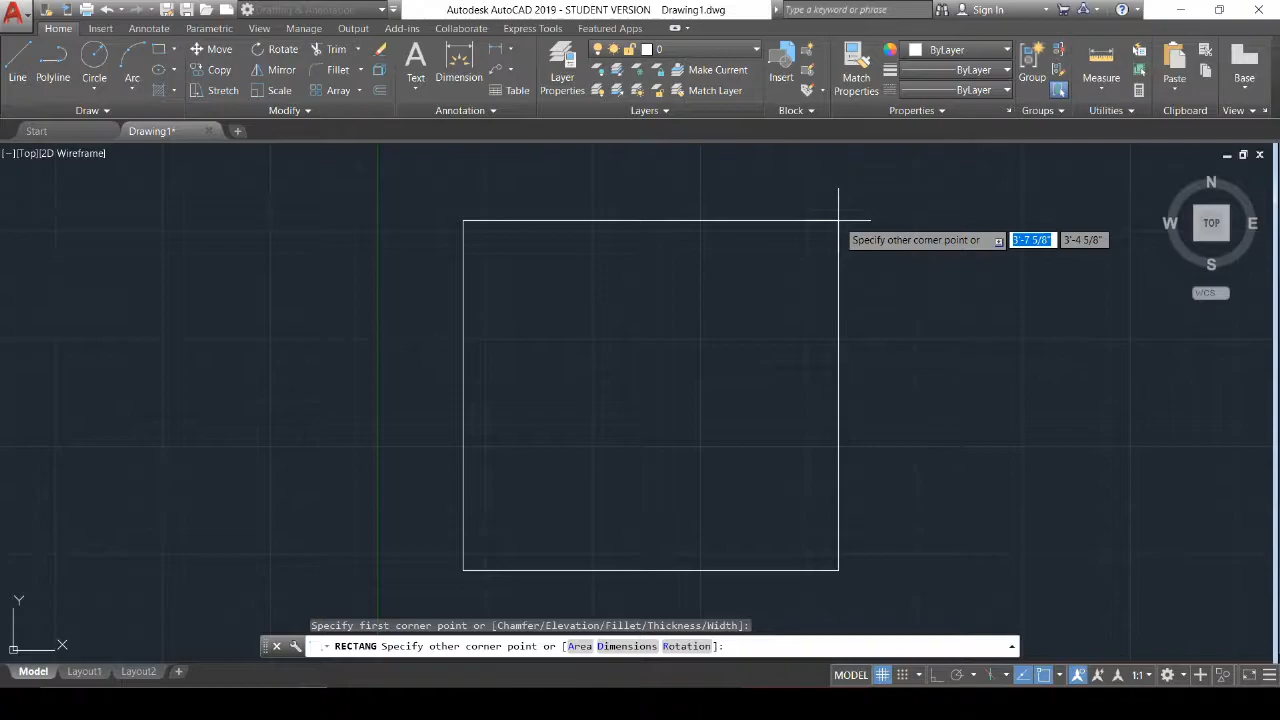 Drafting & Annotation
Autodesk AutoCAD 2019 - STUDENT VERSION Drawing1.dwg
Type a keyword or phrase
Sign In
Home Insert Annotate Parametric View Manage Output Add-ins Collaborate Express Tools Featured Apps
Line Polyline Circle Arc
Move Rotate Trim
Copy Mirror Fillet
Stretch Scale Array
Text Dimension Table
Layer Properties
0
Make Current
Match Layer
Insert
Match Properties
ByLayer
ByLayer
ByLayer
Group Measure Paste Base
Draw Modify Annotation Layers Block Properties Groups Utilities Clipboard View
Start Drawing1*
[−][Top][2D Wireframe]
N
W TOP E
S
WCS
Specify other corner point or 3'-7 5/8" 3'-4 5/8"
Y
X
Specify first corner point or [Chamfer/Elevation/Fillet/Thickness/Width]:
RECTANG Specify other corner point or [Area Dimensions Rotation]:
Model Layout1 Layout2
MODEL 1:1